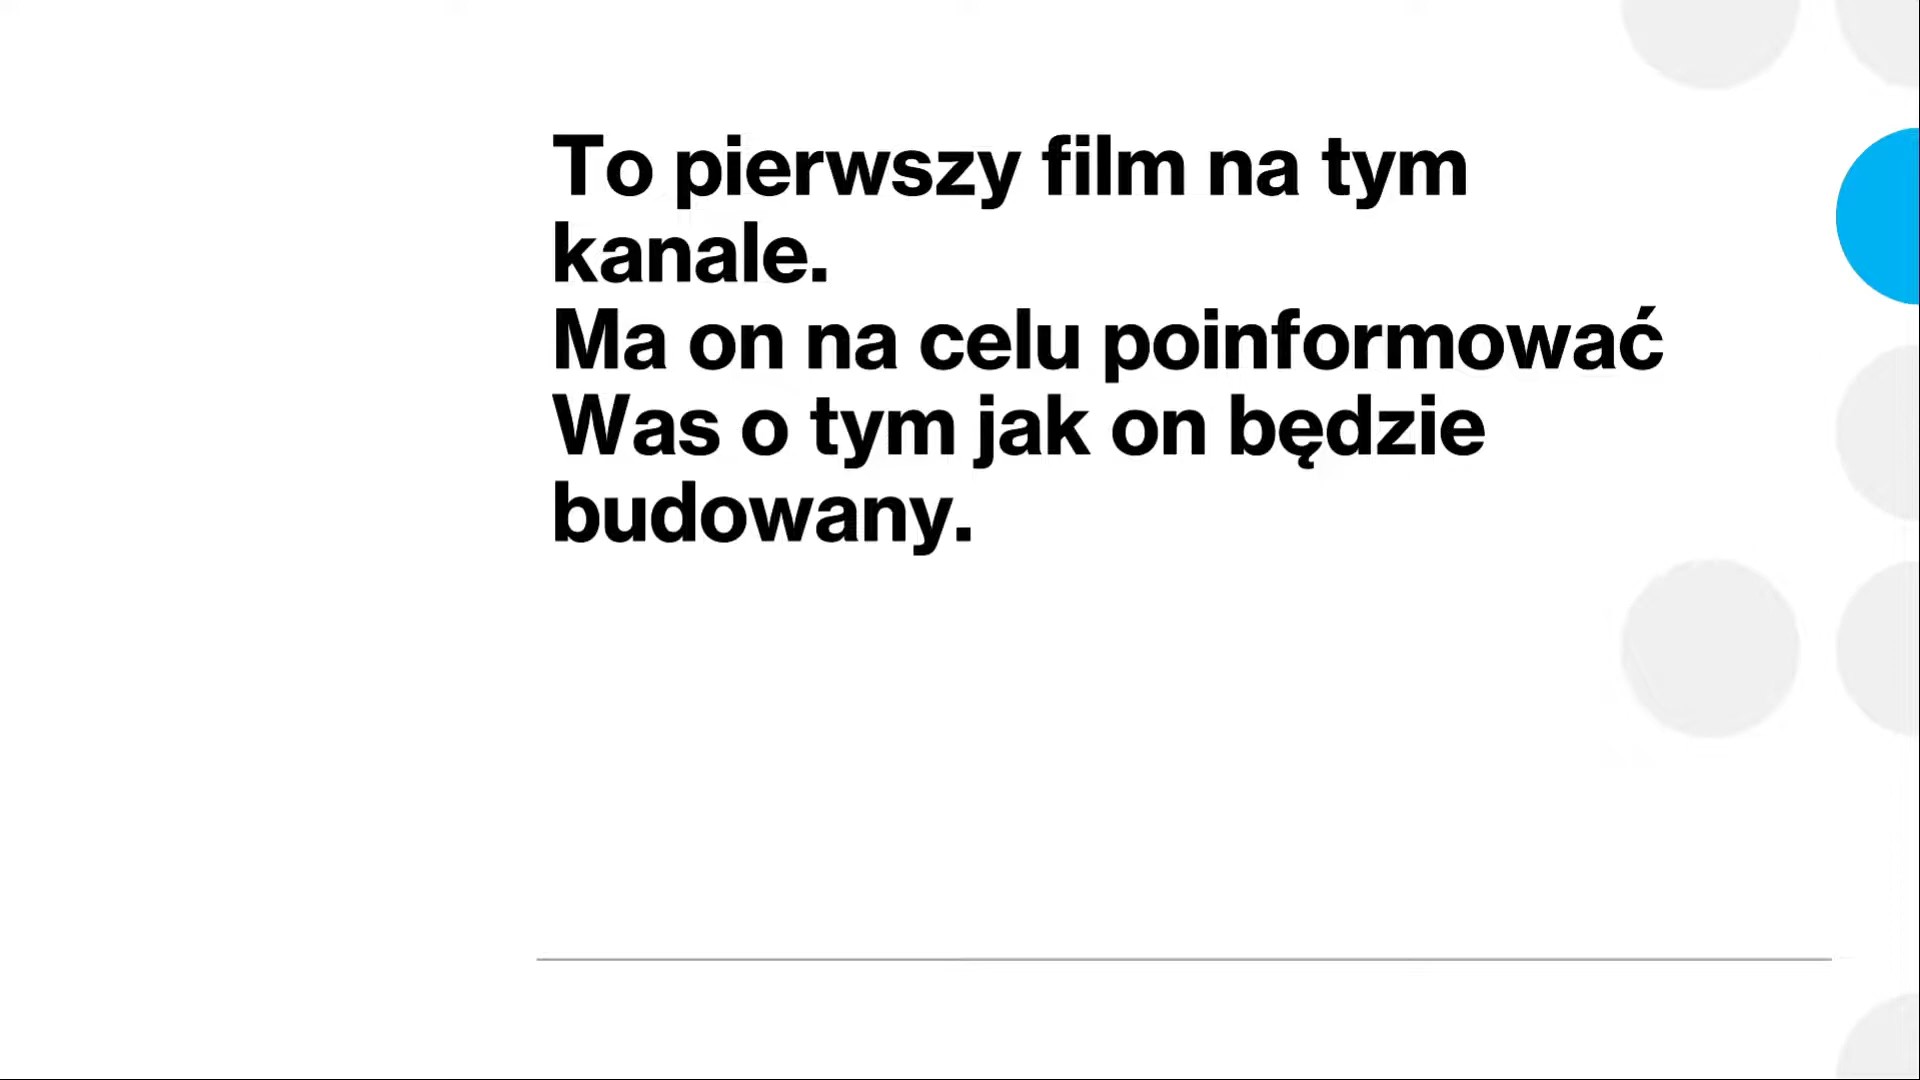 To pierwszy film na tym
kanale.
Ma on na celu poinformować
Was o tym jak on będzie
budowany.